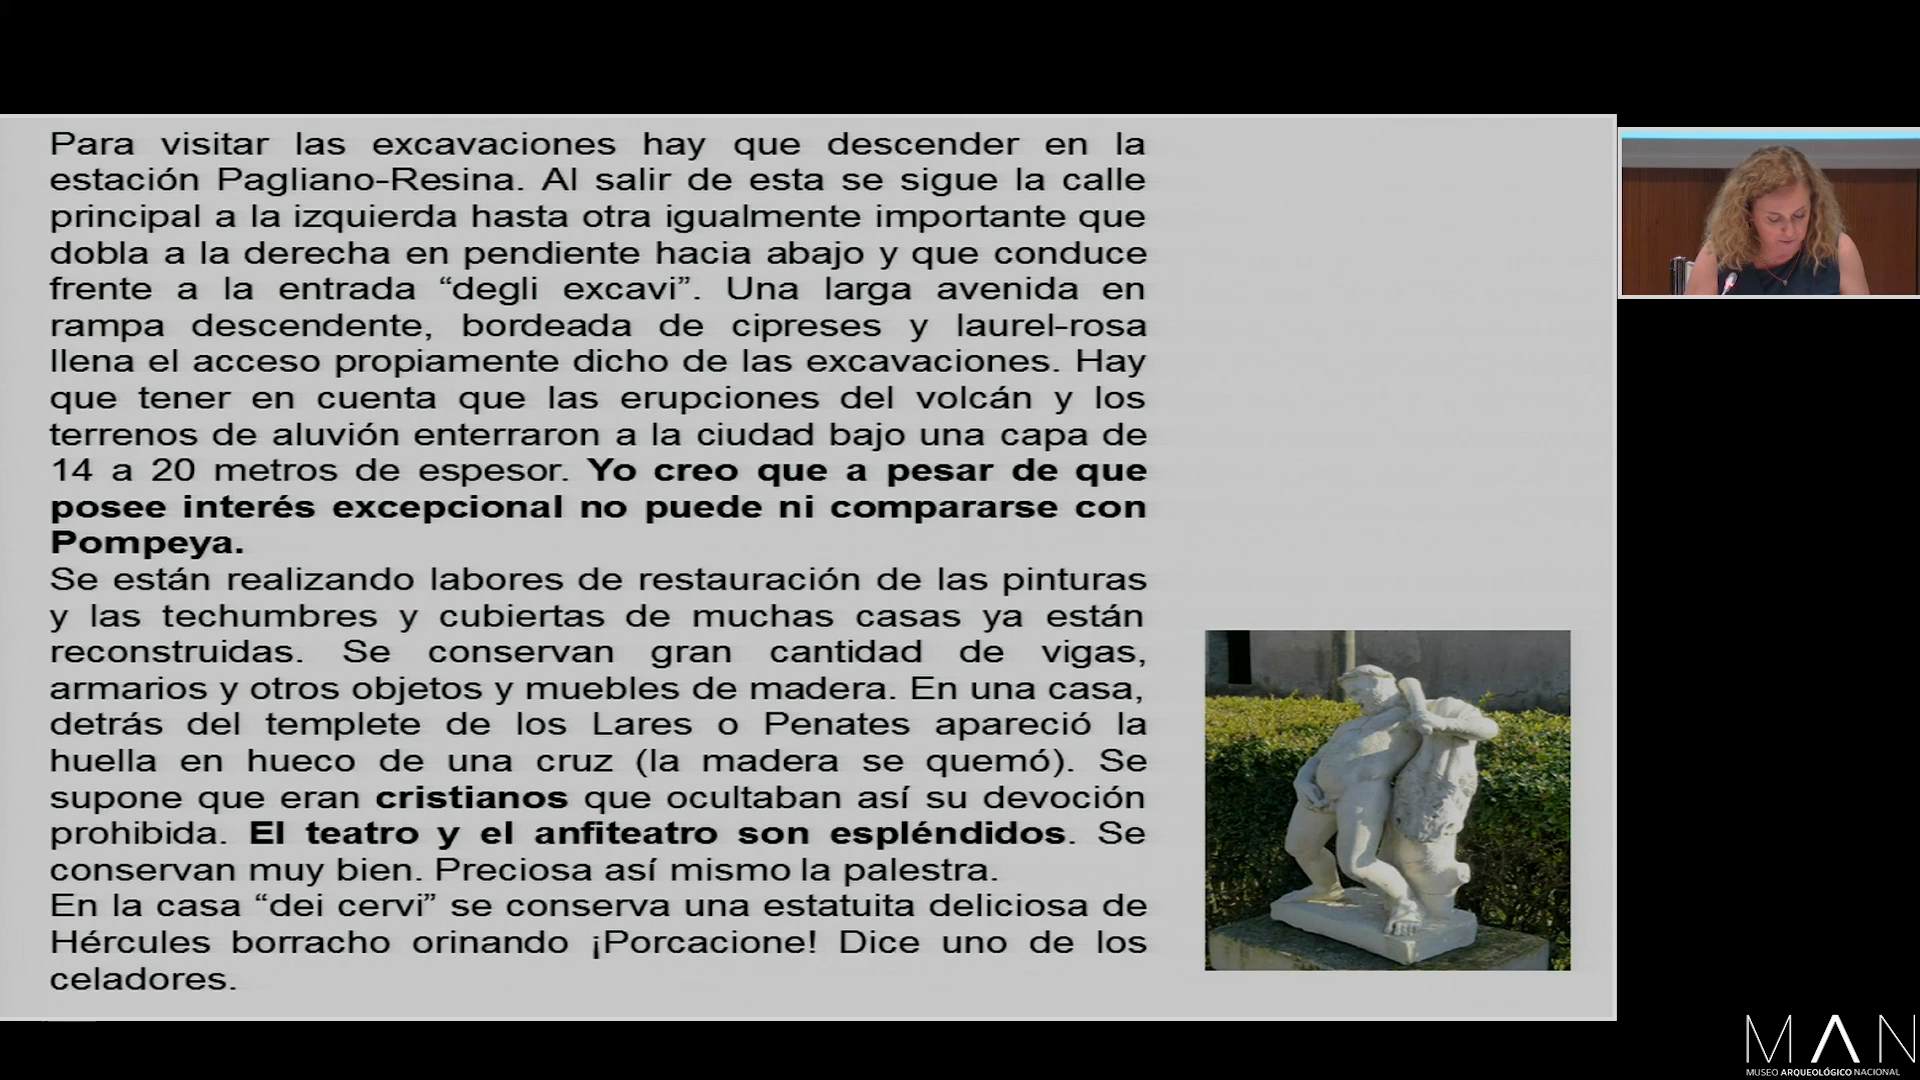 Para visitar las excavaciones hay que descender en la
estación Pagliano-Resina. Al salir de esta se sigue la calle
principal a la izquierda hasta otra igualmente importante que
dobla a la derecha en pendiente hacia abajo y que conduce
frente a la entrada “degli excavi”. Una larga avenida en
rampa descendente, bordeada de cipreses y laurel-rosa
llena el acceso propiamente dicho de las excavaciones. Hay
que tener en cuenta que las erupciones del volcán y los
terrenos de aluvión enterraron a la ciudad bajo una capa de
14 a 20 metros de espesor. Yo creo que a pesar de que
posee interés excepcional no puede ni compararse con
Pompeya.
Se están realizando labores de restauración de las pinturas
y las techumbres y cubiertas de muchas casas ya están
reconstruidas. Se conservan gran cantidad de vigas,
armarios y otros objetos y muebles de madera. En una casa,
detrás del templete de los Lares o Penates apareció la
huella en hueco de una cruz (la madera se quemó). Se
supone que eran cristianos que ocultaban así su devoción
prohibida. El teatro y el anfiteatro son espléndidos. Se
conservan muy bien. Preciosa así mismo la palestra.
En la casa “dei cervi” se conserva una estatuita deliciosa de
Hércules borracho orinando ¡Porcacione! Dice uno de los
celadores.
MAN
MUSEO ARQUEOLÓGICO NACIONAL